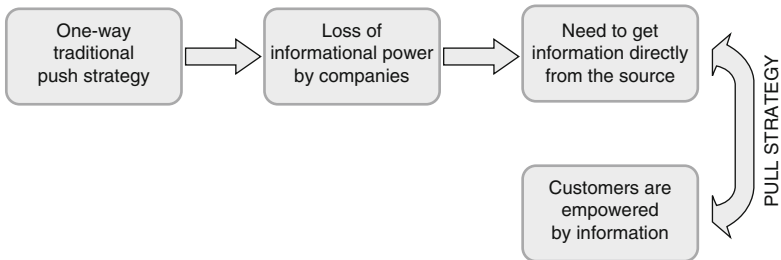 One-way
traditional
push strategy
Loss of
informational power
by companies
Need to get
information directly
from the source
Customers are
empowered
by information
PULL STRATEGY